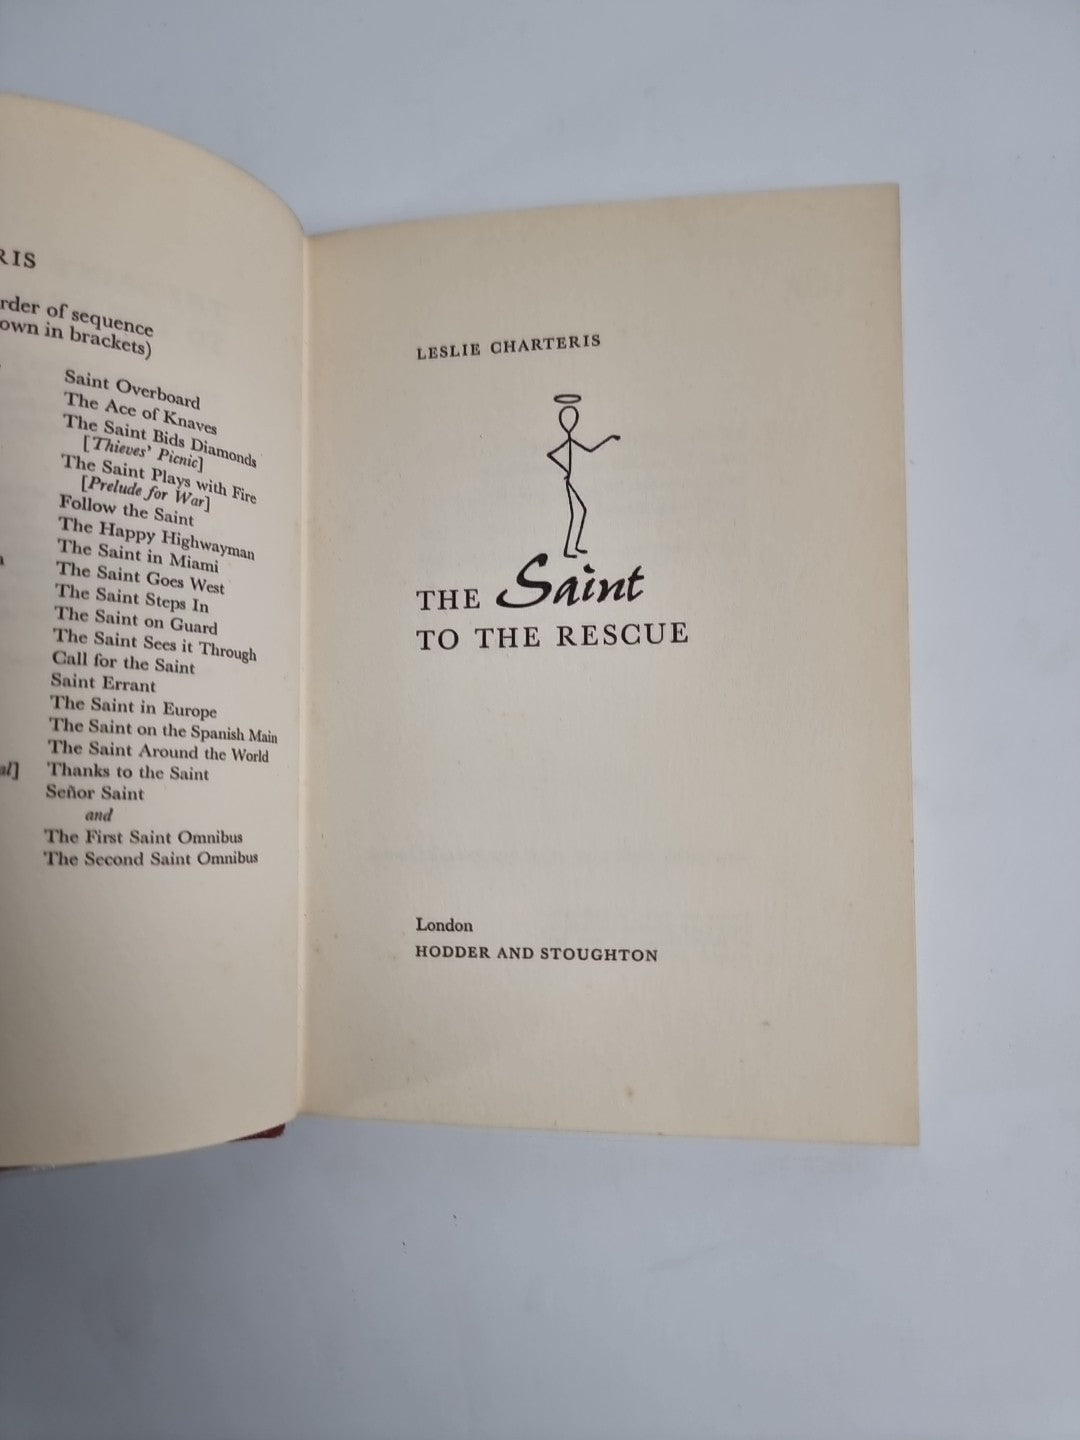 order of sequence
in brackets)
Saint Overboard
The Ace of Knaves
The Saint Bids Diamonds
[Thieves' Picnic]
The Saint Plays with Fire
[Prelude for War]
Follow the Saint
The Happy Highwayman
The Saint in Miami
The Saint Goes West
The Saint Steps In
The Saint on Guard
The Saint Sees it Through
Call for the Saint
Saint Errant
The Saint in Europe
The Saint on the Spanish Main
The Saint Around the World
Thanks to the Saint
Señor Saint
and
The First Saint Omnibus
The Second Saint Omnibus
LESLIE CHARTERIS
THE Saint
TO THE RESCUE
London
HODDER AND STOUGHTON